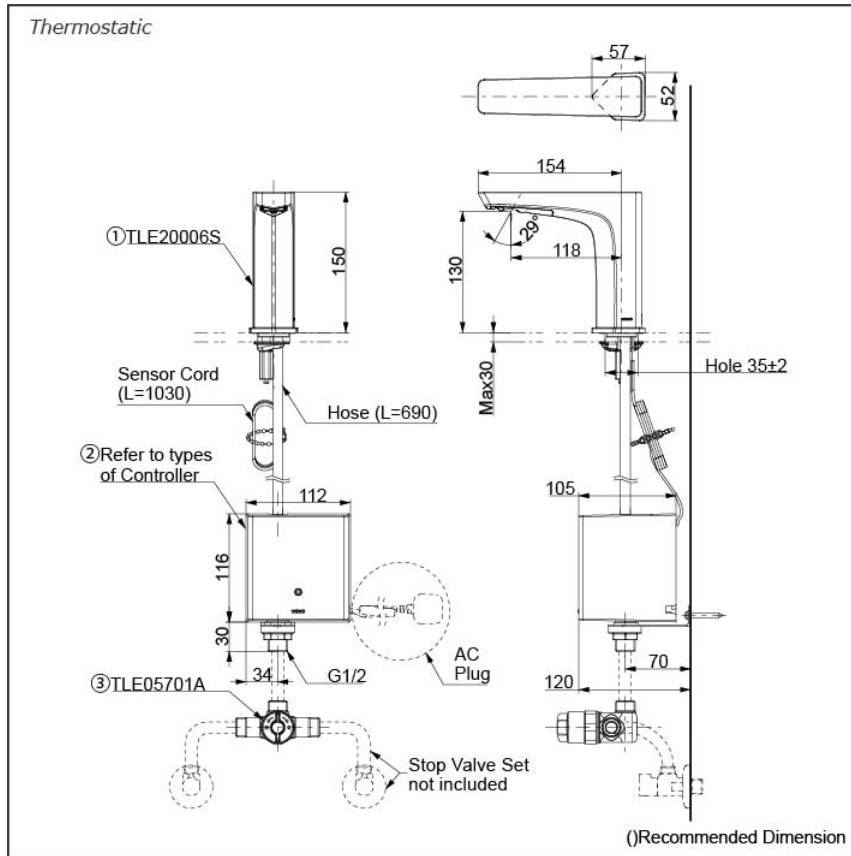 Thermostatic
57
52
154
①TLE20006S
150
130
29°
118
Max30
Hole 35±2
Sensor Cord
(L=1030)
Hose (L=690)
②Refer to types
of Controller
112
105
116
30
34
G1/2
AC
Plug
70
120
③TLE05701A
Stop Valve Set
not included
()Recommended Dimension